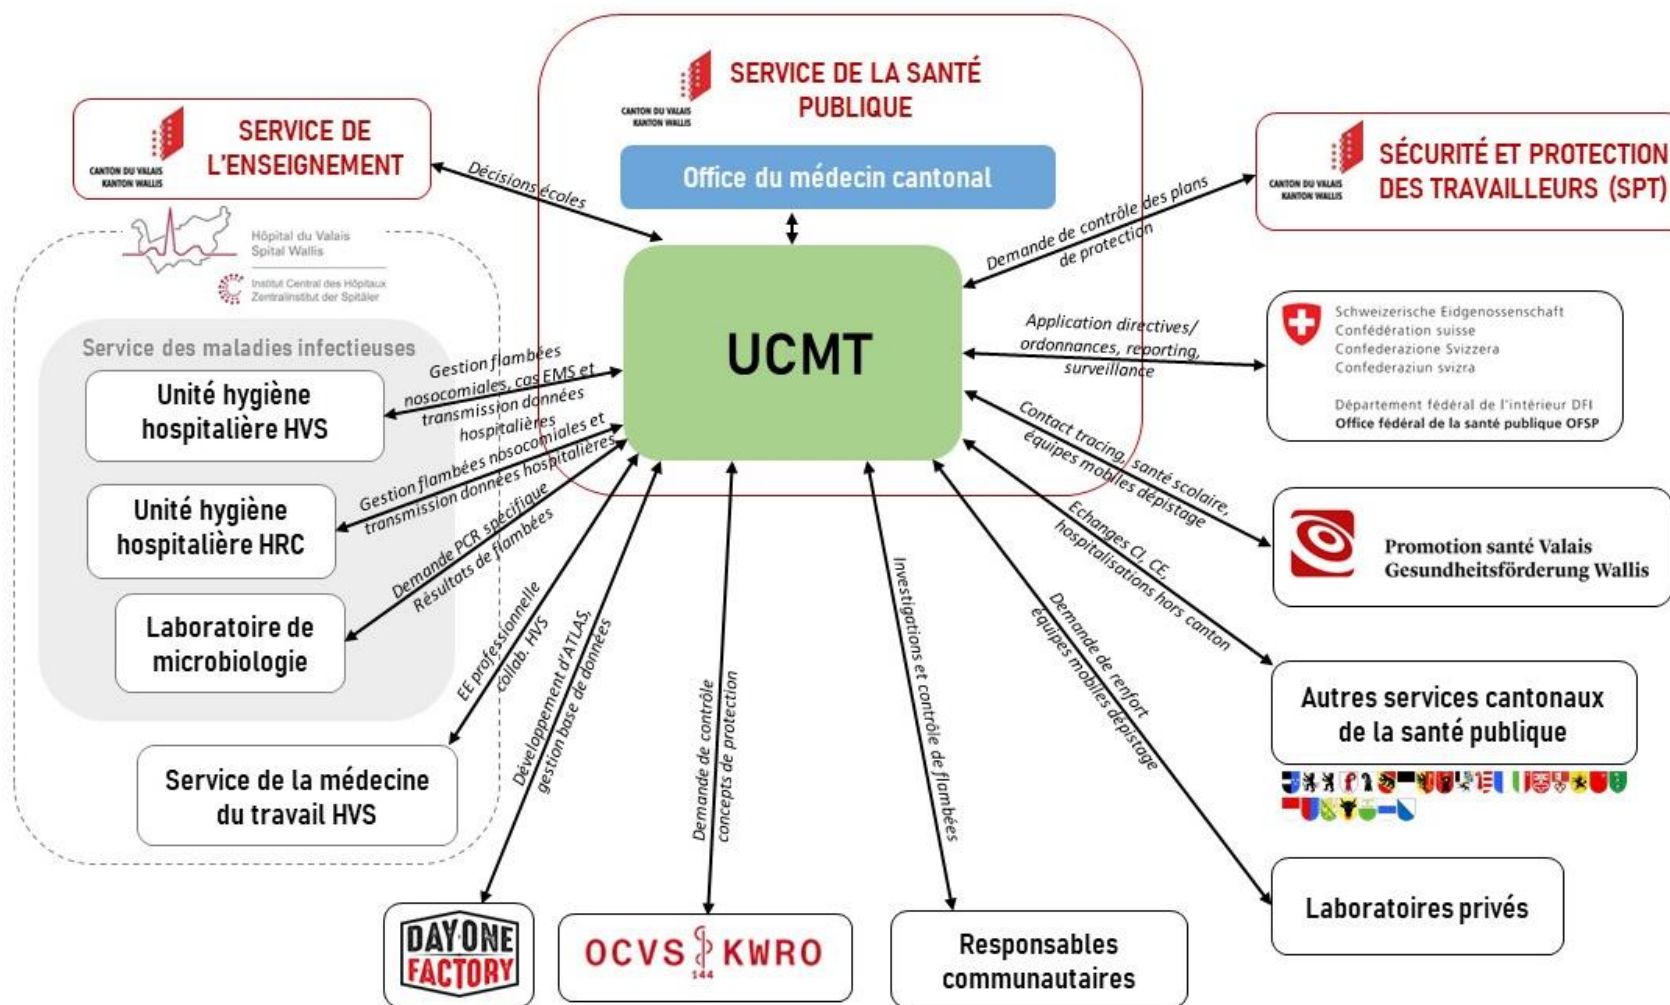 SERVICE DE LA SANTÉ
PUBLIQUE
CANTON DU VALAIS
KANTON WALLIS
Office du médecin cantonal
UCMT
SERVICE DE
L'ENSEIGNEMENT
CANTON DU VALAIS
KANTON WALLIS
Décisions écoles
SÉCURITÉ ET PROTECTION
DES TRAVAILLEURS (SPT)
CANTON DU VALAIS
KANTON WALLIS
Demande de contrôle des plans
de protection
Hôpital du Valais
Spital Wallis
Institut Central des Hôpitaux
Zentralinstitut der Spitäler
Service des maladies infectieuses
Unité hygiène
hospitalière HVS
Gestion flambées
nosocomiales, cas EMS et
transmission données
hospitalières
Unité hygiène
hospitalière HRC
Gestion flambées nosocomiales et
transmission données hospitalières
Laboratoire de
microbiologie
Demande PCR spécifique
Résultats de flambées
Service de la médecine
du travail HVS
EE professionnelle
collab. HVS
Application directives/
ordonnances, reporting,
surveillance
Schweizerische Eidgenossenschaft
Confédération suisse
Confederazione Svizzera
Confederaziun svizra
Département fédéral de l'intérieur DFI
Office fédéral de la santé publique OFSP
Contact tracing, santé scolaire,
équipes mobiles dépistage
Promotion santé Valais
Gesundheitsförderung Wallis
Echanges CI, CE,
hospitalisations hors canton
Autres services cantonaux
de la santé publique
Demande de renfort
équipes mobiles dépistage
Laboratoires privés
Développement d'ATLAS,
gestion base de données
DAY·ONE
FACTORY
Demande de contrôle
concepts de protection
OCVS KWRO
144
Investigations et contrôle de flambées
Responsables
communautaires